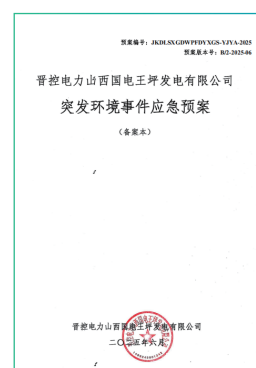 预案编号：JKDLSXGDWPFDYXGS-YJYA-2025
预案版本号：B/2-2025-06
晋控电力山西国电王坪发电有限公司
突发环境事件应急预案
（备案本）
晋控电力山西国电王坪发电有限公司
二〇二五年六月